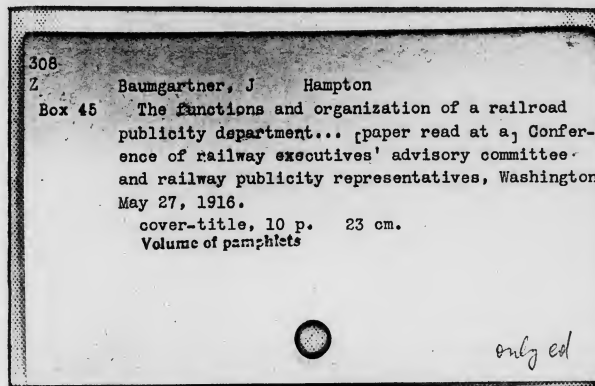 308
Z Baumgartner, J Hampton
Box 45 The functions and organization of a railroad
publicity department... [paper read at a] Confer-
ence of railway executives' advisory committee
and railway publicity representatives, Washington
May 27, 1916.
cover-title, 10 p. 23 cm.
Volume of pamphlets
only ed